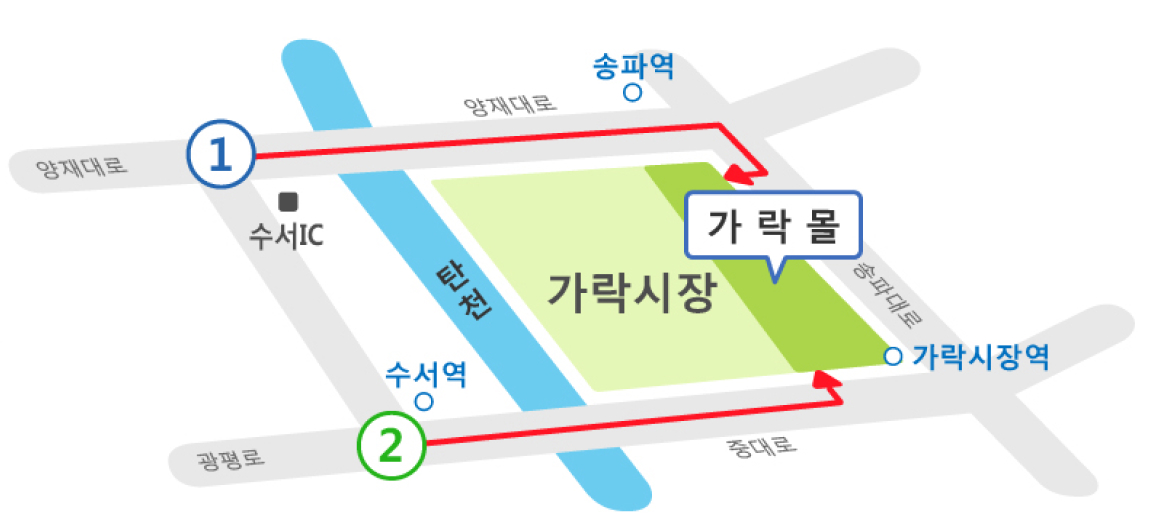 송파역
양재대로
양재대로
1
수서IC
가 락 몰
탄천
가락시장
송파대로
가락시장역
수서역
2
광평로
중대로